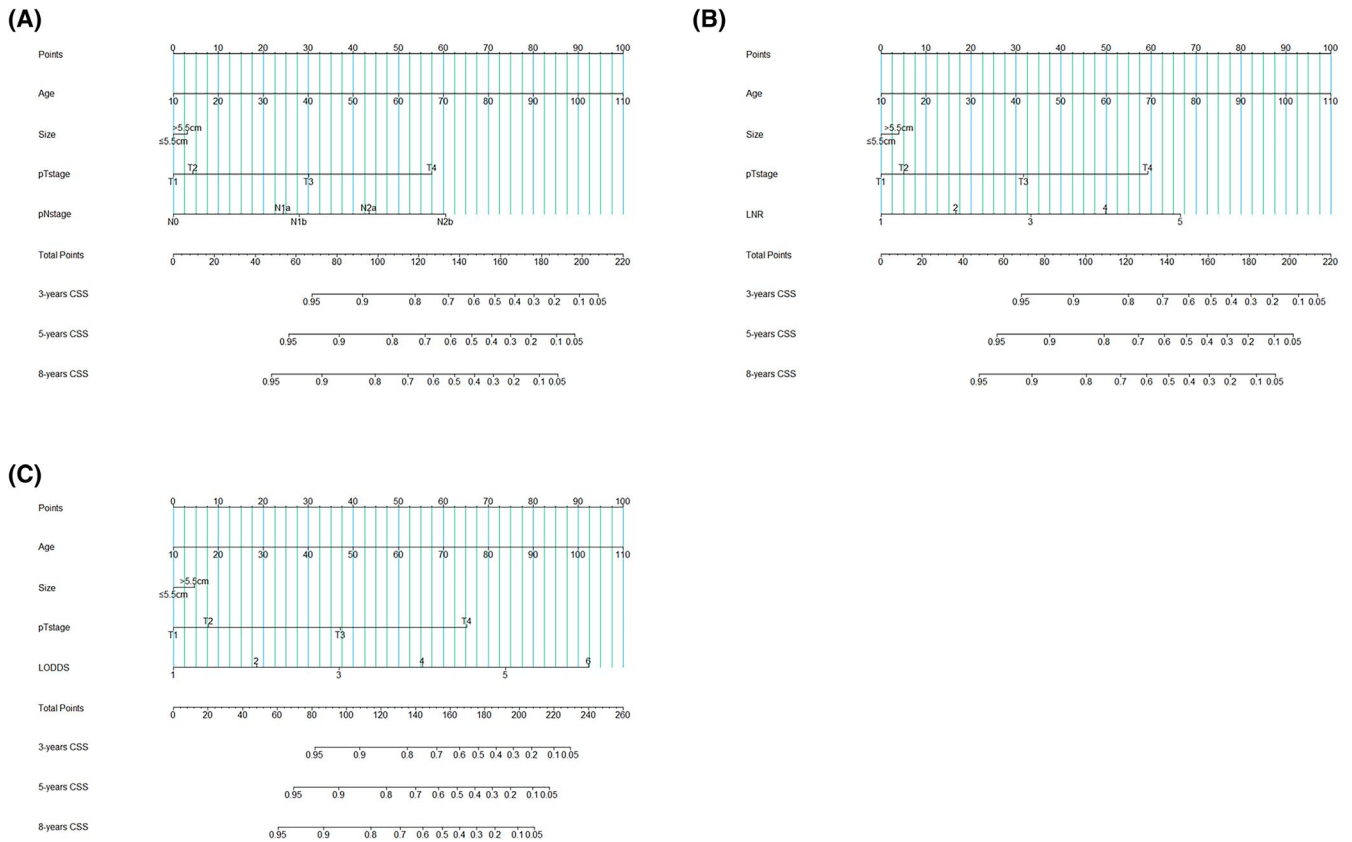 (A)
Points 0 10 20 30 40 50 60 70 80 90 100
Age 10 20 30 40 50 60 70 80 90 100 110
Size ≤5.5cm >5.5cm
pTstage T1 T2 T3 T4
pNstage N0 N1a N1b N2a N2b
Total Points 0 20 40 60 80 100 120 140 160 180 200 220
3-years CSS 0.95 0.9 0.8 0.7 0.6 0.5 0.4 0.3 0.2 0.1 0.05
5-years CSS 0.95 0.9 0.8 0.7 0.6 0.5 0.4 0.3 0.2 0.1 0.05
8-years CSS 0.95 0.9 0.8 0.7 0.6 0.5 0.4 0.3 0.2 0.1 0.05
(B)
Points 0 10 20 30 40 50 60 70 80 90 100
Age 10 20 30 40 50 60 70 80 90 100 110
Size ≤5.5cm >5.5cm
pTstage T1 T2 T3 T4
LNR 1 2 3 4 5
Total Points 0 20 40 60 80 100 120 140 160 180 200 220
3-years CSS 0.95 0.9 0.8 0.7 0.6 0.5 0.4 0.3 0.2 0.1 0.05
5-years CSS 0.95 0.9 0.8 0.7 0.6 0.5 0.4 0.3 0.2 0.1 0.05
8-years CSS 0.95 0.9 0.8 0.7 0.6 0.5 0.4 0.3 0.2 0.1 0.05
(C)
Points 0 10 20 30 40 50 60 70 80 90 100
Age 10 20 30 40 50 60 70 80 90 100 110
Size ≤5.5cm >5.5cm
pTstage T1 T2 T3 T4
LODDS 1 2 3 4 5 6
Total Points 0 20 40 60 80 100 120 140 160 180 200 220 240 260
3-years CSS 0.95 0.9 0.8 0.7 0.6 0.5 0.4 0.3 0.2 0.1 0.05
5-years CSS 0.95 0.9 0.8 0.7 0.6 0.5 0.4 0.3 0.2 0.1 0.05
8-years CSS 0.95 0.9 0.8 0.7 0.6 0.5 0.4 0.3 0.2 0.1 0.05